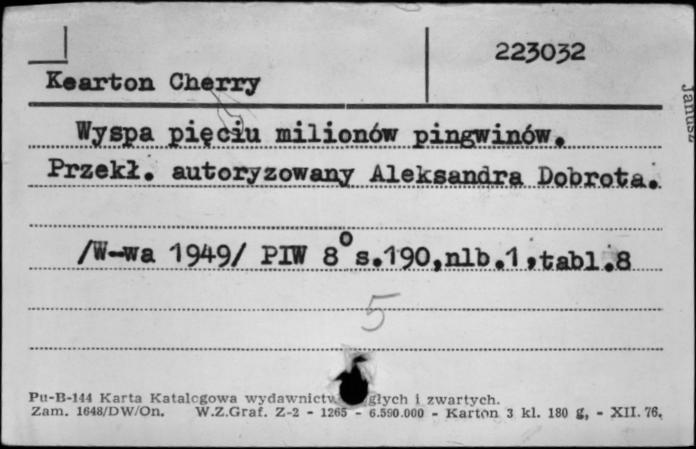 223032
Kearton Cherry
Wyspa pięciu milionów pingwinów.
Przekł. autoryzowany Aleksandra Dobrota.
/W-wa 1949/ PIW 8° s.190,nlb.1,tabl.8
5
Pu-B-144 Karta Katalogowa wydawnictw głych i zwartych.
Zam. 1648/DW/On. W.Z.Graf. Z-2 - 1265 - 6.590.000 - Karton 3 kl. 180 g, - XII. 76.
Janusz